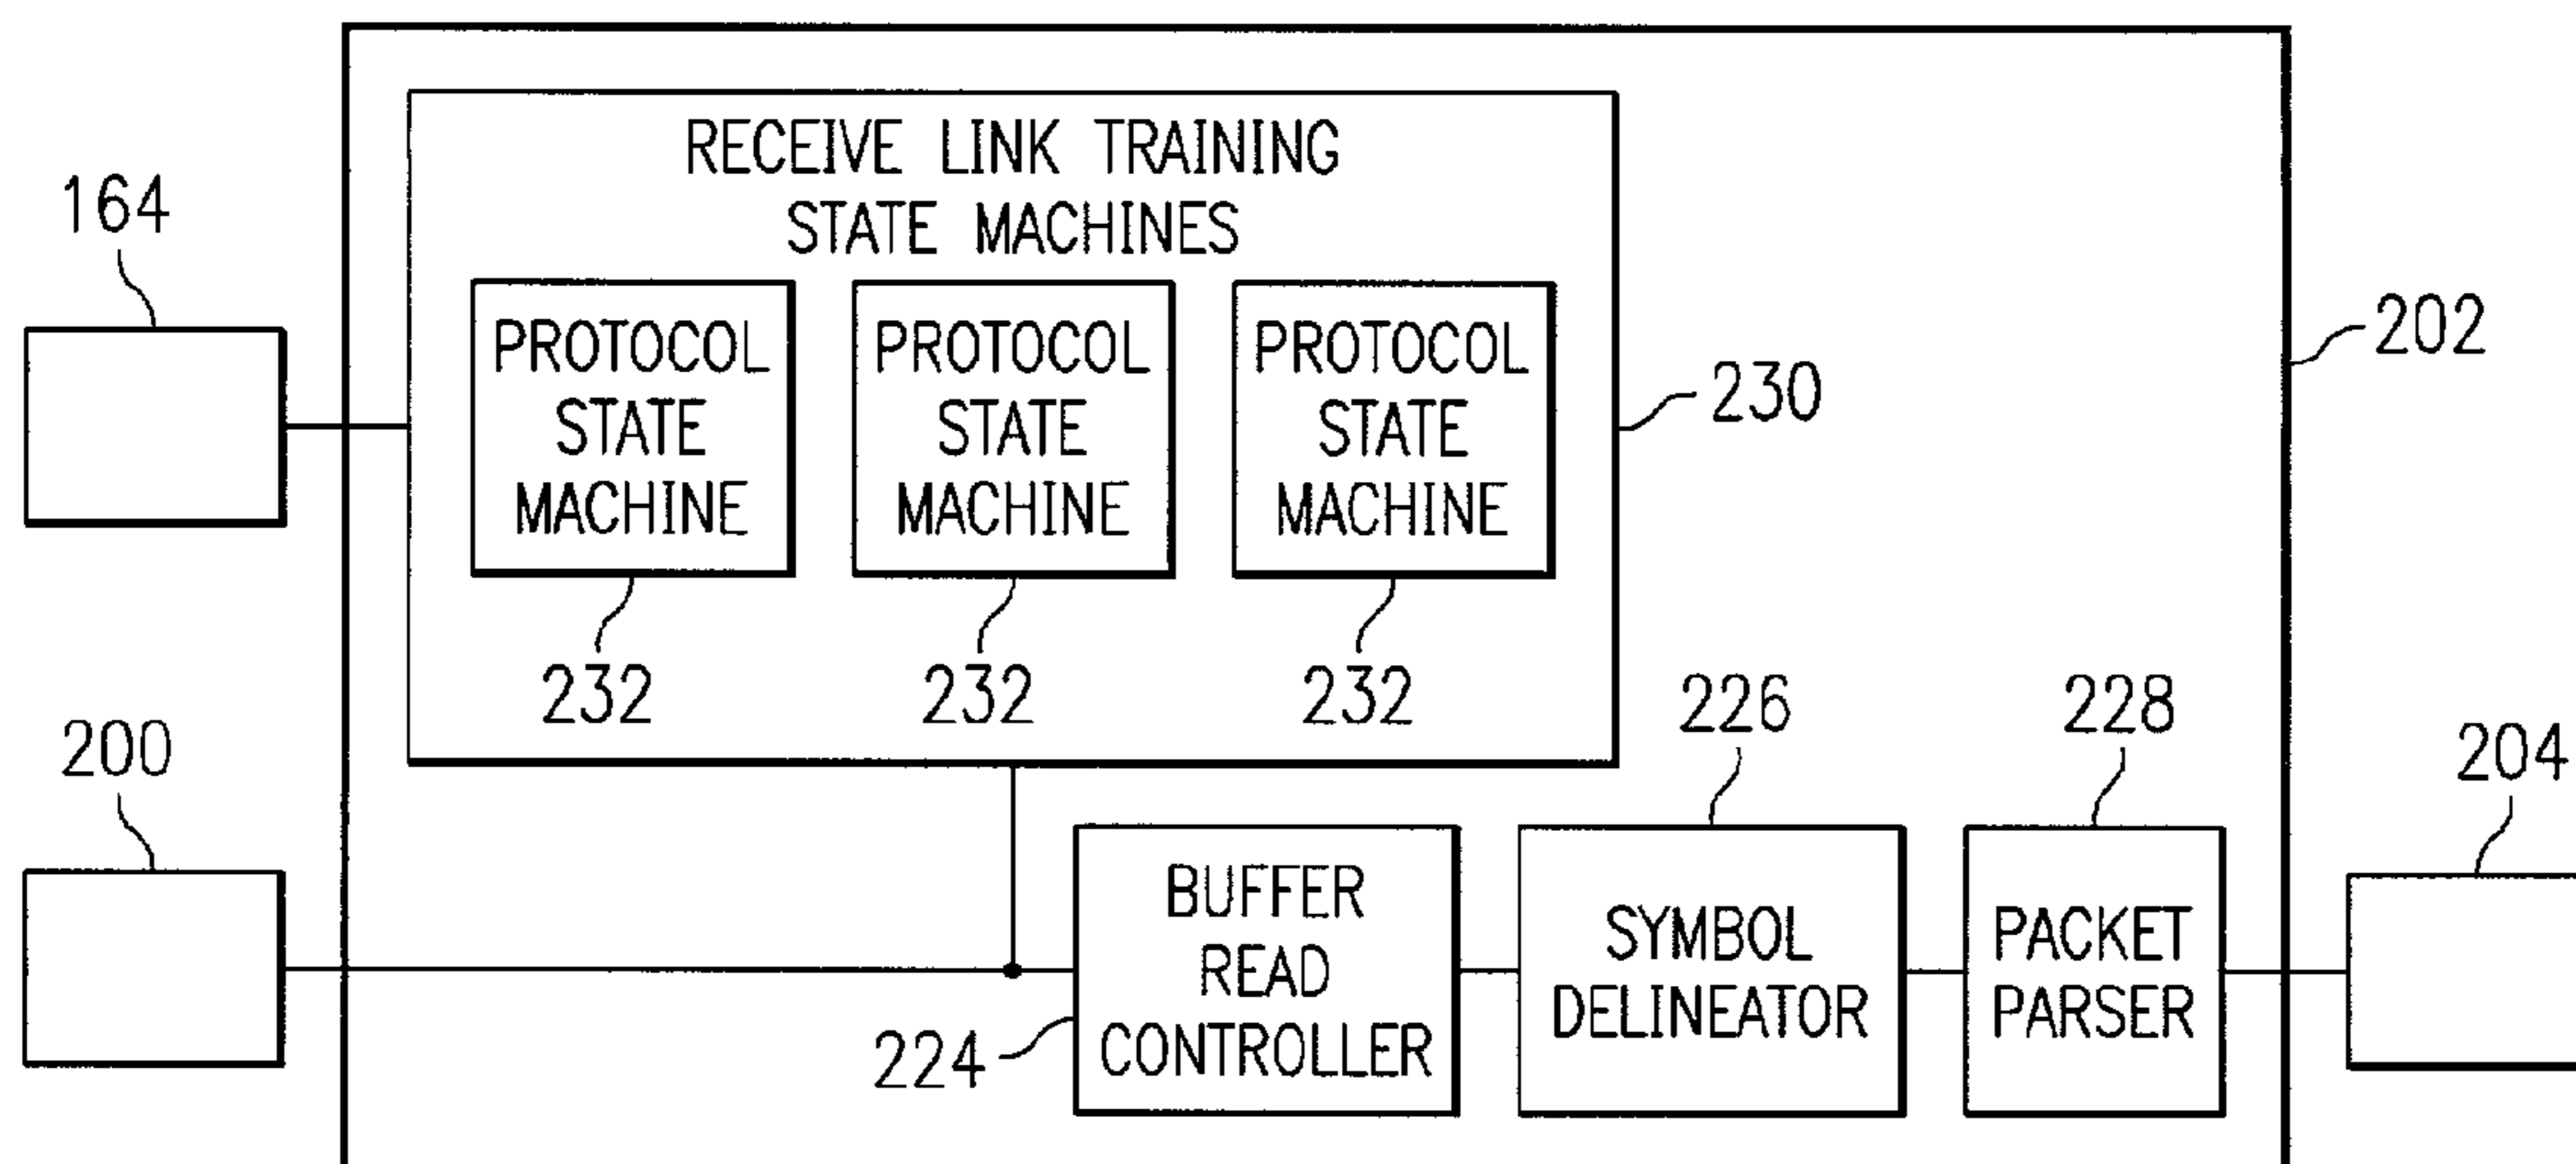 RECEIVE LINK TRAINING
STATE MACHINES
164
PROTOCOL
STATE
MACHINE
PROTOCOL
STATE
MACHINE
PROTOCOL
STATE
MACHINE
202
230
232
232
232
200
226
228
204
BUFFER
READ
CONTROLLER
224
SYMBOL
DELINEATOR
PACKET
PARSER